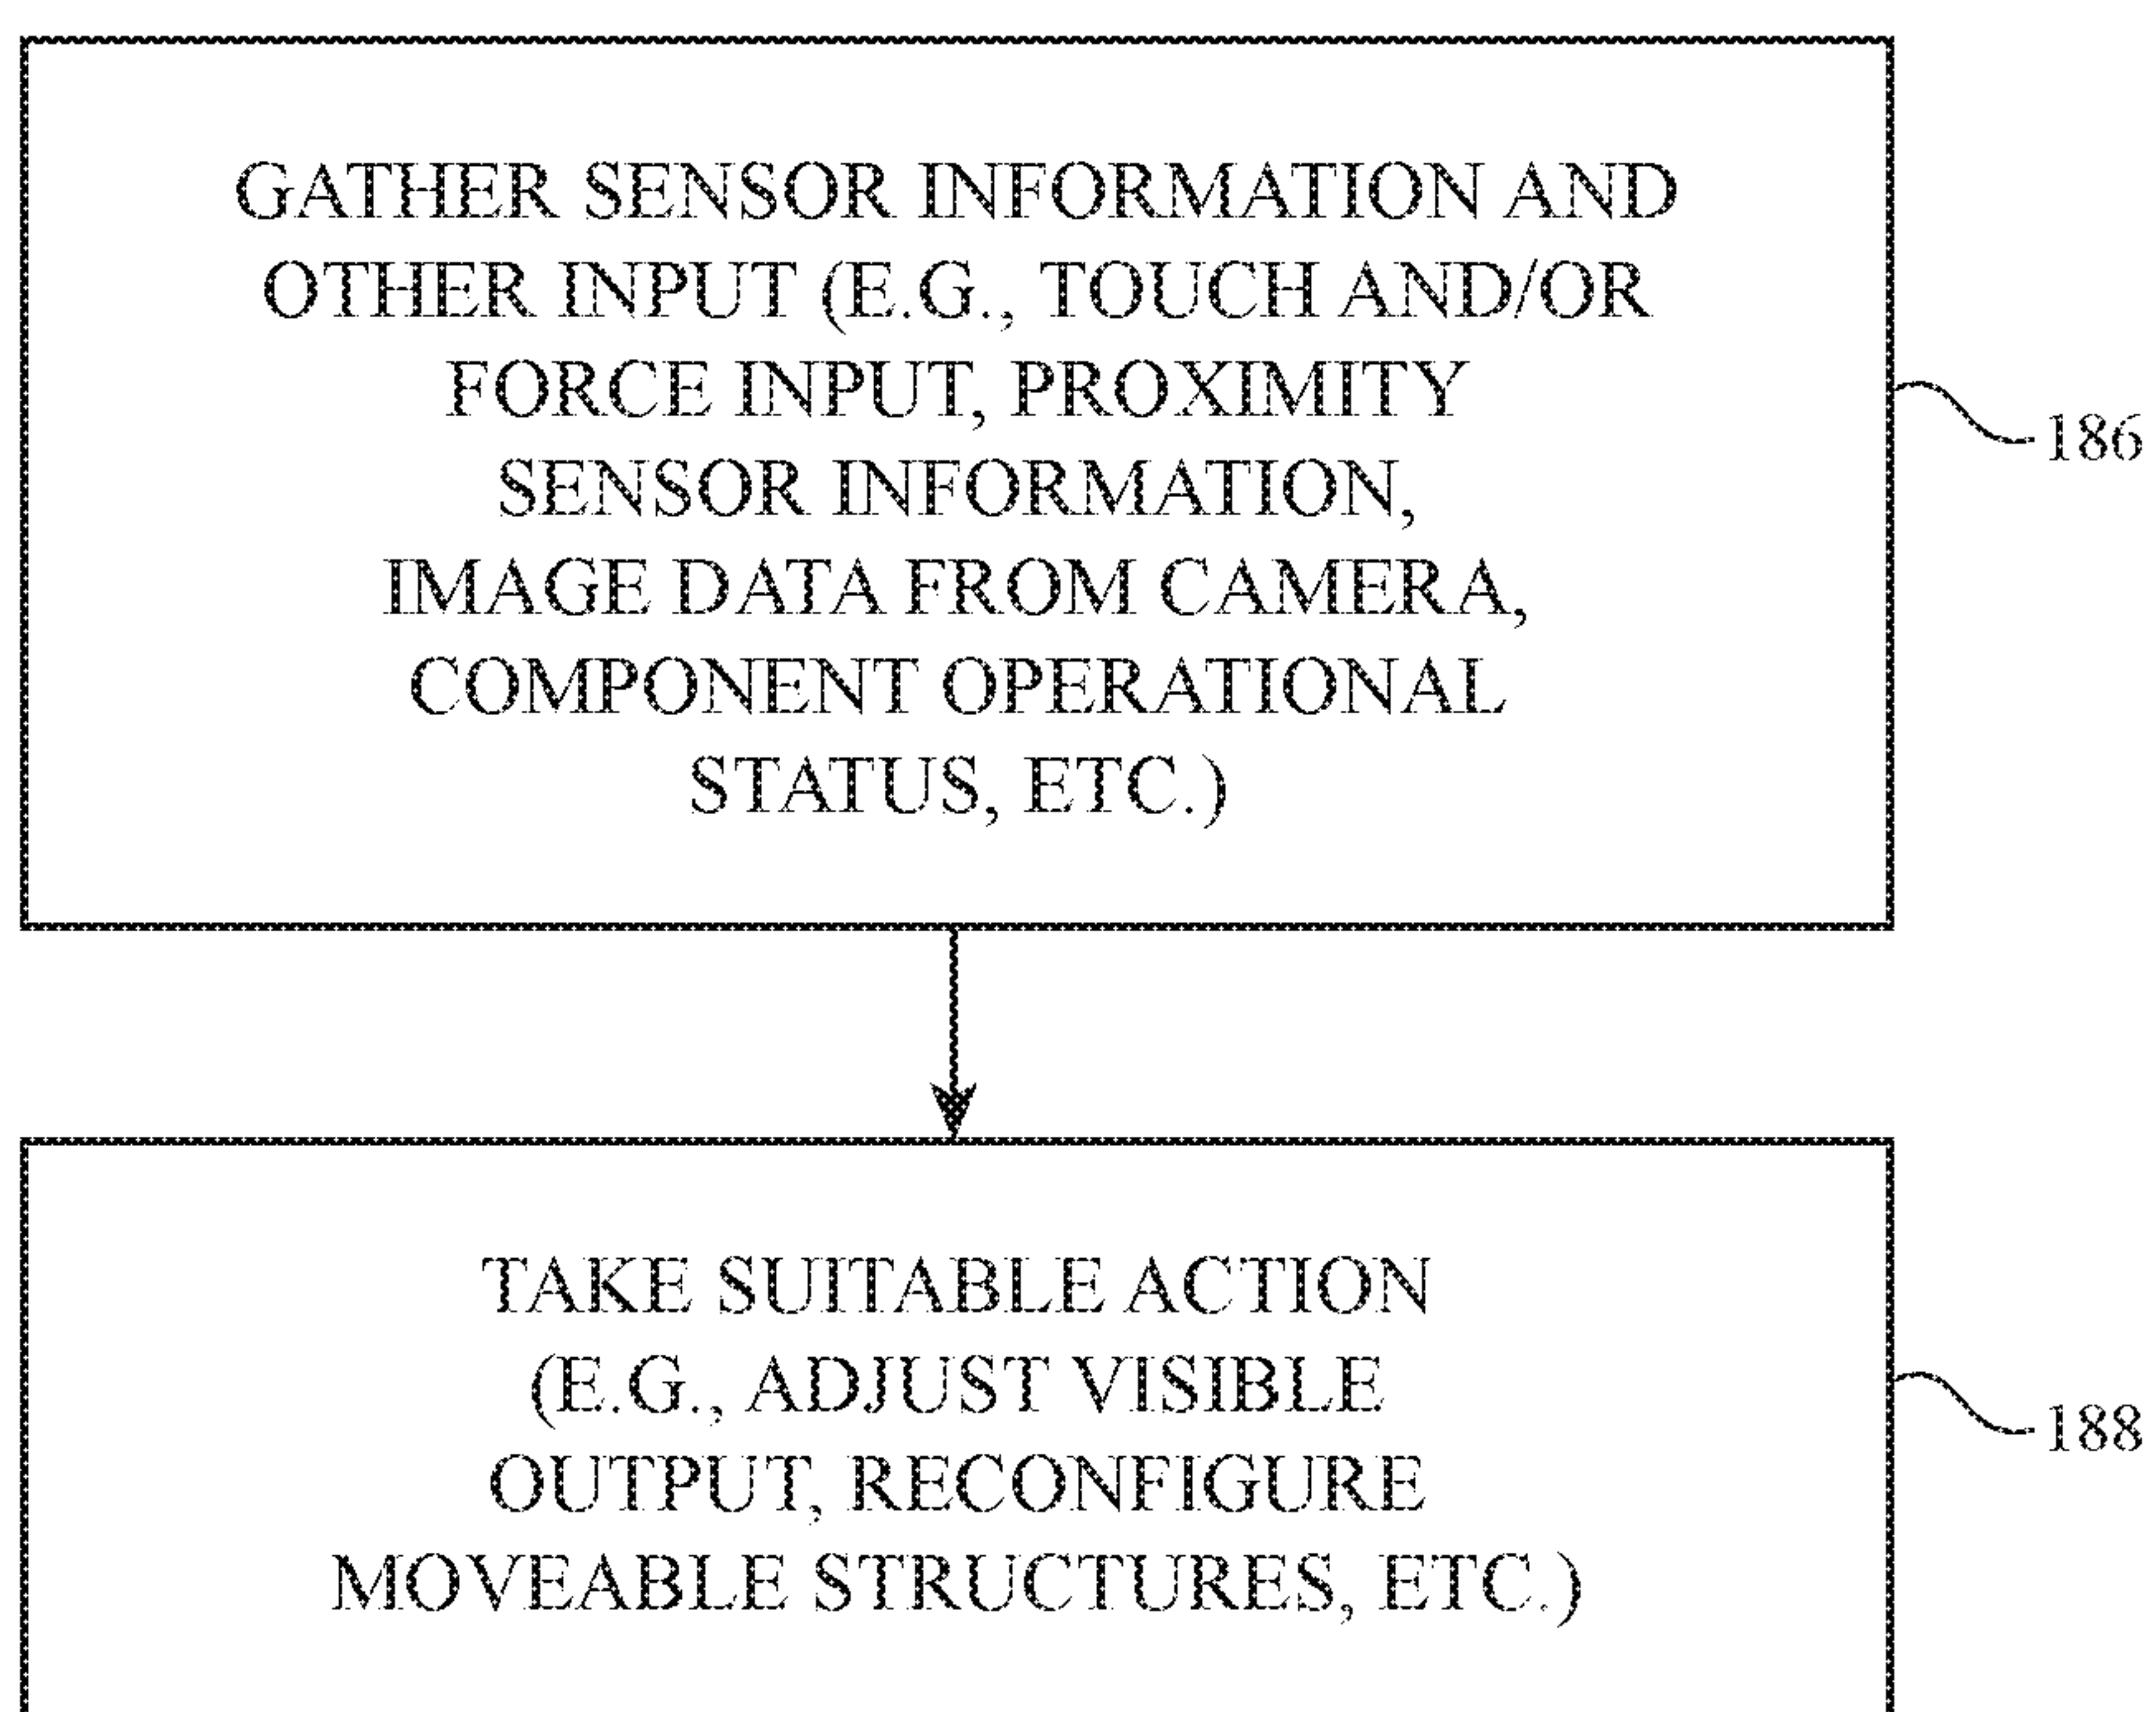 GATHER SENSOR INFORMATION AND
OTHER INPUT (E.G., TOUCH AND/OR
FORCE INPUT, PROXIMITY
SENSOR INFORMATION,
IMAGE DATA FROM CAMERA,
COMPONENT OPERATIONAL
STATUS, ETC.)
186
TAKE SUITABLE ACTION
(E.G., ADJUST VISIBLE
OUTPUT, RECONFIGURE
MOVEABLE STRUCTURES, ETC.)
188